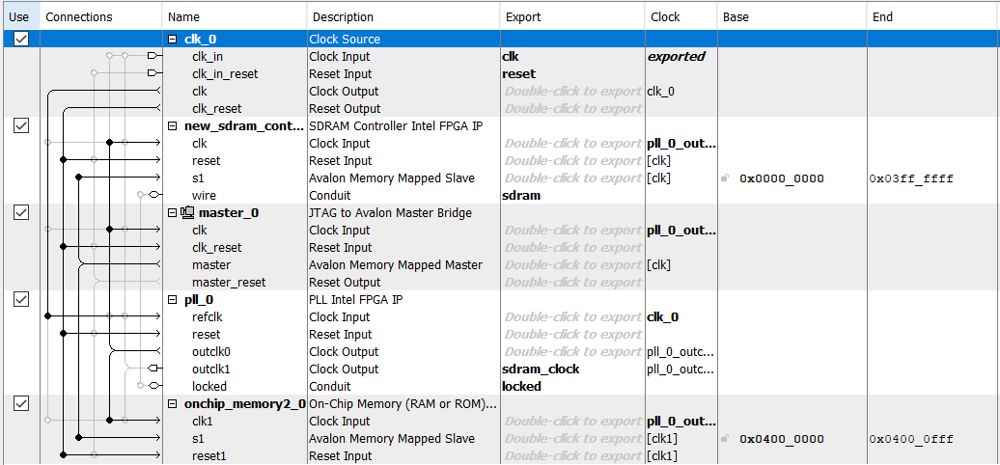 Use Connections Name Description Export Clock Base End
clk_0 Clock Source
clk_in Clock Input clk exported
clk_in_reset Reset Input reset
clk Clock Output Double-click to export clk_0
clk_reset Reset Output Double-click to export
new_sdram_cont... SDRAM Controller Intel FPGA IP
clk Clock Input Double-click to export pll_0_out...
reset Reset Input Double-click to export [clk]
s1 Avalon Memory Mapped Slave Double-click to export [clk] 0x0000_0000 0x03ff_ffff
wire Conduit sdram
master_0 JTAG to Avalon Master Bridge
clk Clock Input Double-click to export pll_0_out...
clk_reset Reset Input Double-click to export
master Avalon Memory Mapped Master Double-click to export [clk]
master_reset Reset Output Double-click to export
pll_0 PLL Intel FPGA IP
refclk Clock Input Double-click to export clk_0
reset Reset Input Double-click to export
outclk0 Clock Output Double-click to export pll_0_outc...
outclk1 Clock Output sdram_clock pll_0_outc...
locked Conduit locked
onchip_memory2_0 On-Chip Memory (RAM or ROM)...
clk1 Clock Input Double-click to export pll_0_out...
s1 Avalon Memory Mapped Slave Double-click to export [clk1] 0x0400_0000 0x0400_0fff
reset1 Reset Input Double-click to export [clk1]